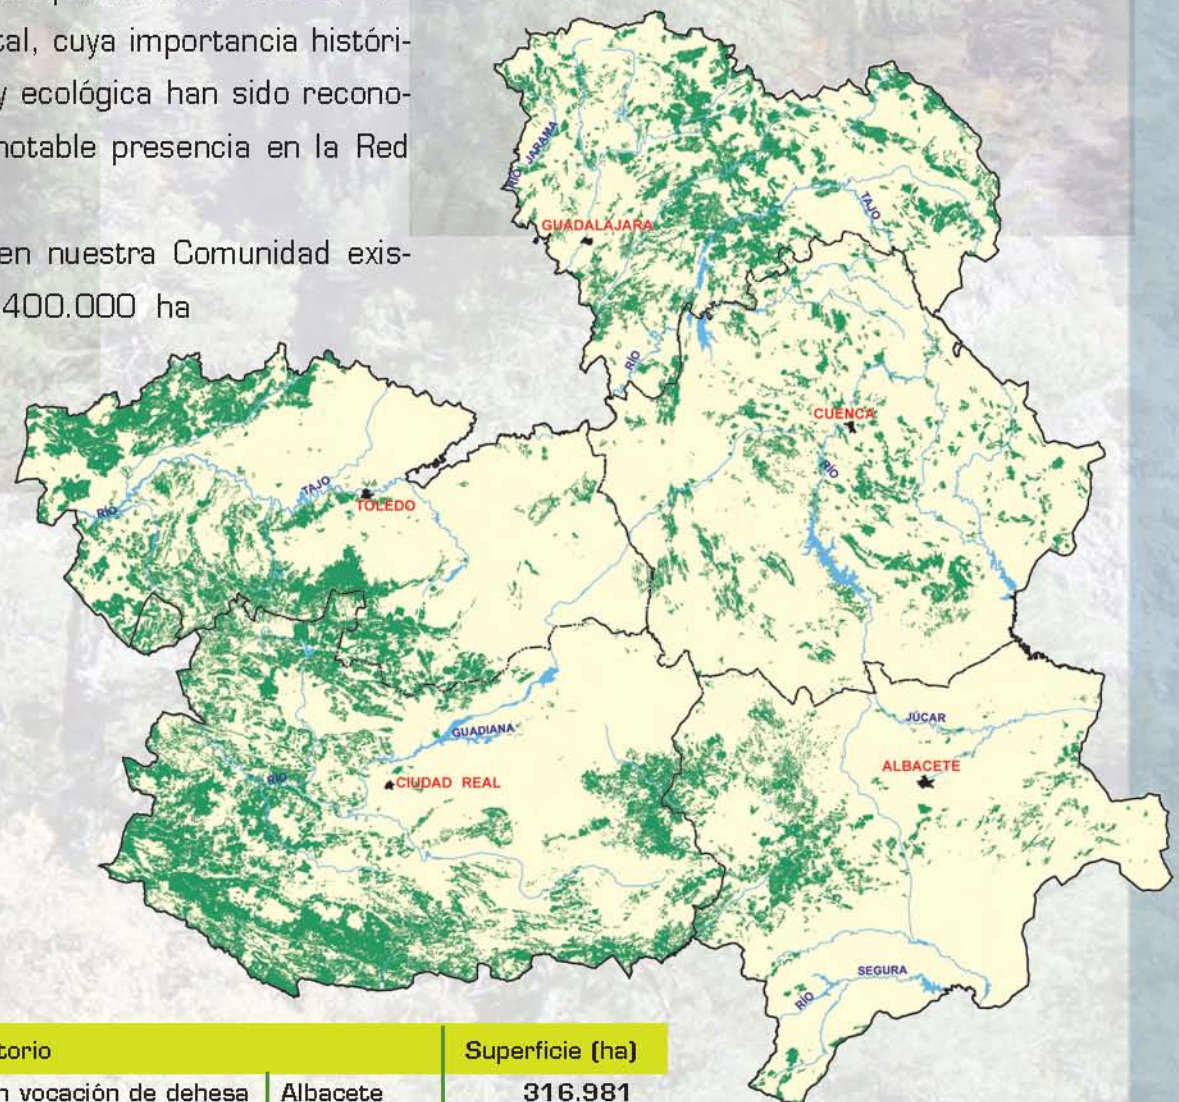 tal, cuya importancia históri-
y ecológica han sido recono-
notable presencia en la Red
en nuestra Comunidad exis-
400.000 ha
RÍO JARAMA
GUADALAJARA
TAJO
RÍO
CUENCA
RÍO
TAJO
RÍO
TOLEDO
GUADIANA
RÍO
CIUDAD REAL
JÚCAR
ALBACETE
SEGURA
RÍO
torio
Superficie (ha)
n vocación de dehesa
Albacete
316.981